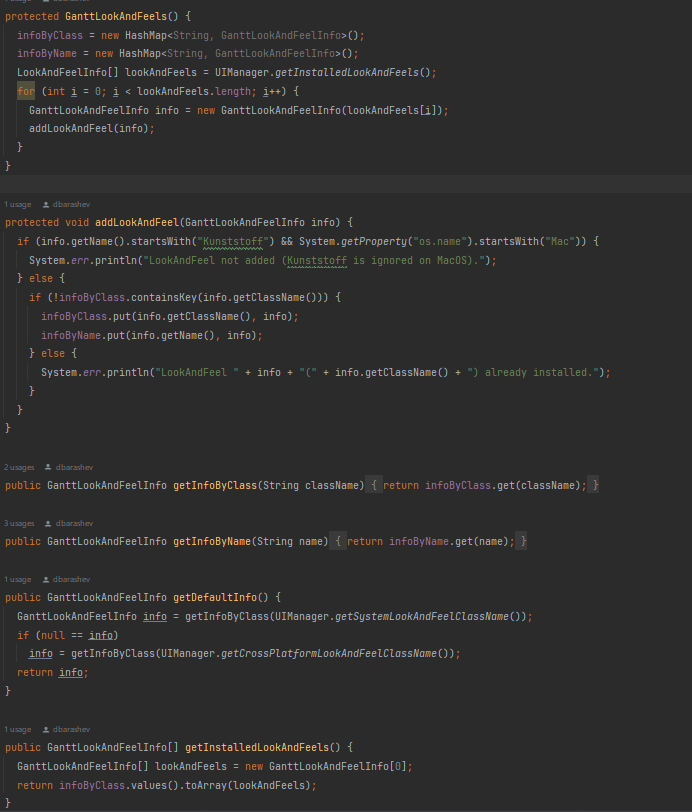 protected GanttLookAndFeels() {
infoByClass = new HashMap<String, GanttLookAndFeelInfo>();
infoByName = new HashMap<String, GanttLookAndFeelInfo>();
LookAndFeelInfo[] lookAndFeels = UIManager.getInstalledLookAndFeels();
for (int i = 0; i < lookAndFeels.length; i++) {
GanttLookAndFeelInfo info = new GanttLookAndFeelInfo(lookAndFeels[i]);
addLookAndFeel(info);
}
}
1 usage dbarashev
protected void addLookAndFeel(GanttLookAndFeelInfo info) {
if (info.getName().startsWith("Kunststoff") && System.getProperty("os.name").startsWith("Mac")) {
System.err.println("LookAndFeel not added (Kunststoff is ignored on MacOS).");
} else {
if (!infoByClass.containsKey(info.getClassName())) {
infoByClass.put(info.getClassName(), info);
infoByName.put(info.getName(), info);
} else {
System.err.println("LookAndFeel " + info + "(" + info.getClassName() + ") already installed.");
}
}
}
2 usages dbarashev
public GanttLookAndFeelInfo getInfoByClass(String className) { return infoByClass.get(className); }
3 usages dbarashev
public GanttLookAndFeelInfo getInfoByName(String name) { return infoByName.get(name); }
1 usage dbarashev
public GanttLookAndFeelInfo getDefaultInfo() {
GanttLookAndFeelInfo info = getInfoByClass(UIManager.getSystemLookAndFeelClassName());
if (null == info)
info = getInfoByClass(UIManager.getCrossPlatformLookAndFeelClassName());
return info;
}
1 usage dbarashev
public GanttLookAndFeelInfo[] getInstalledLookAndFeels() {
GanttLookAndFeelInfo[] lookAndFeels = new GanttLookAndFeelInfo[0];
return infoByClass.values().toArray(lookAndFeels);
}